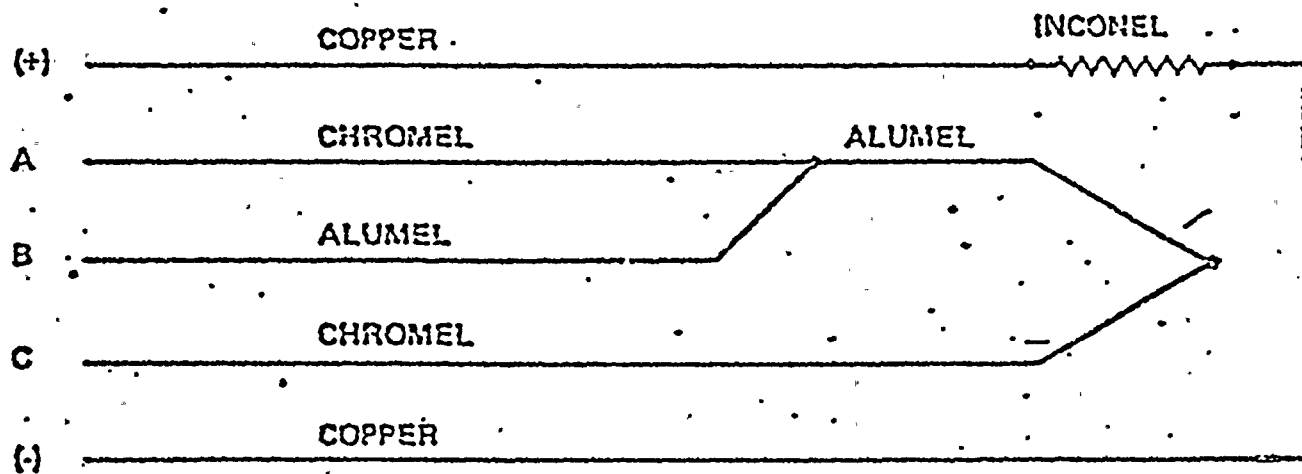 COPPER INCONEL
(+)
CHROMEL ALUMEL
A
ALUMEL
B
CHROMEL
C
COPPER
(-)